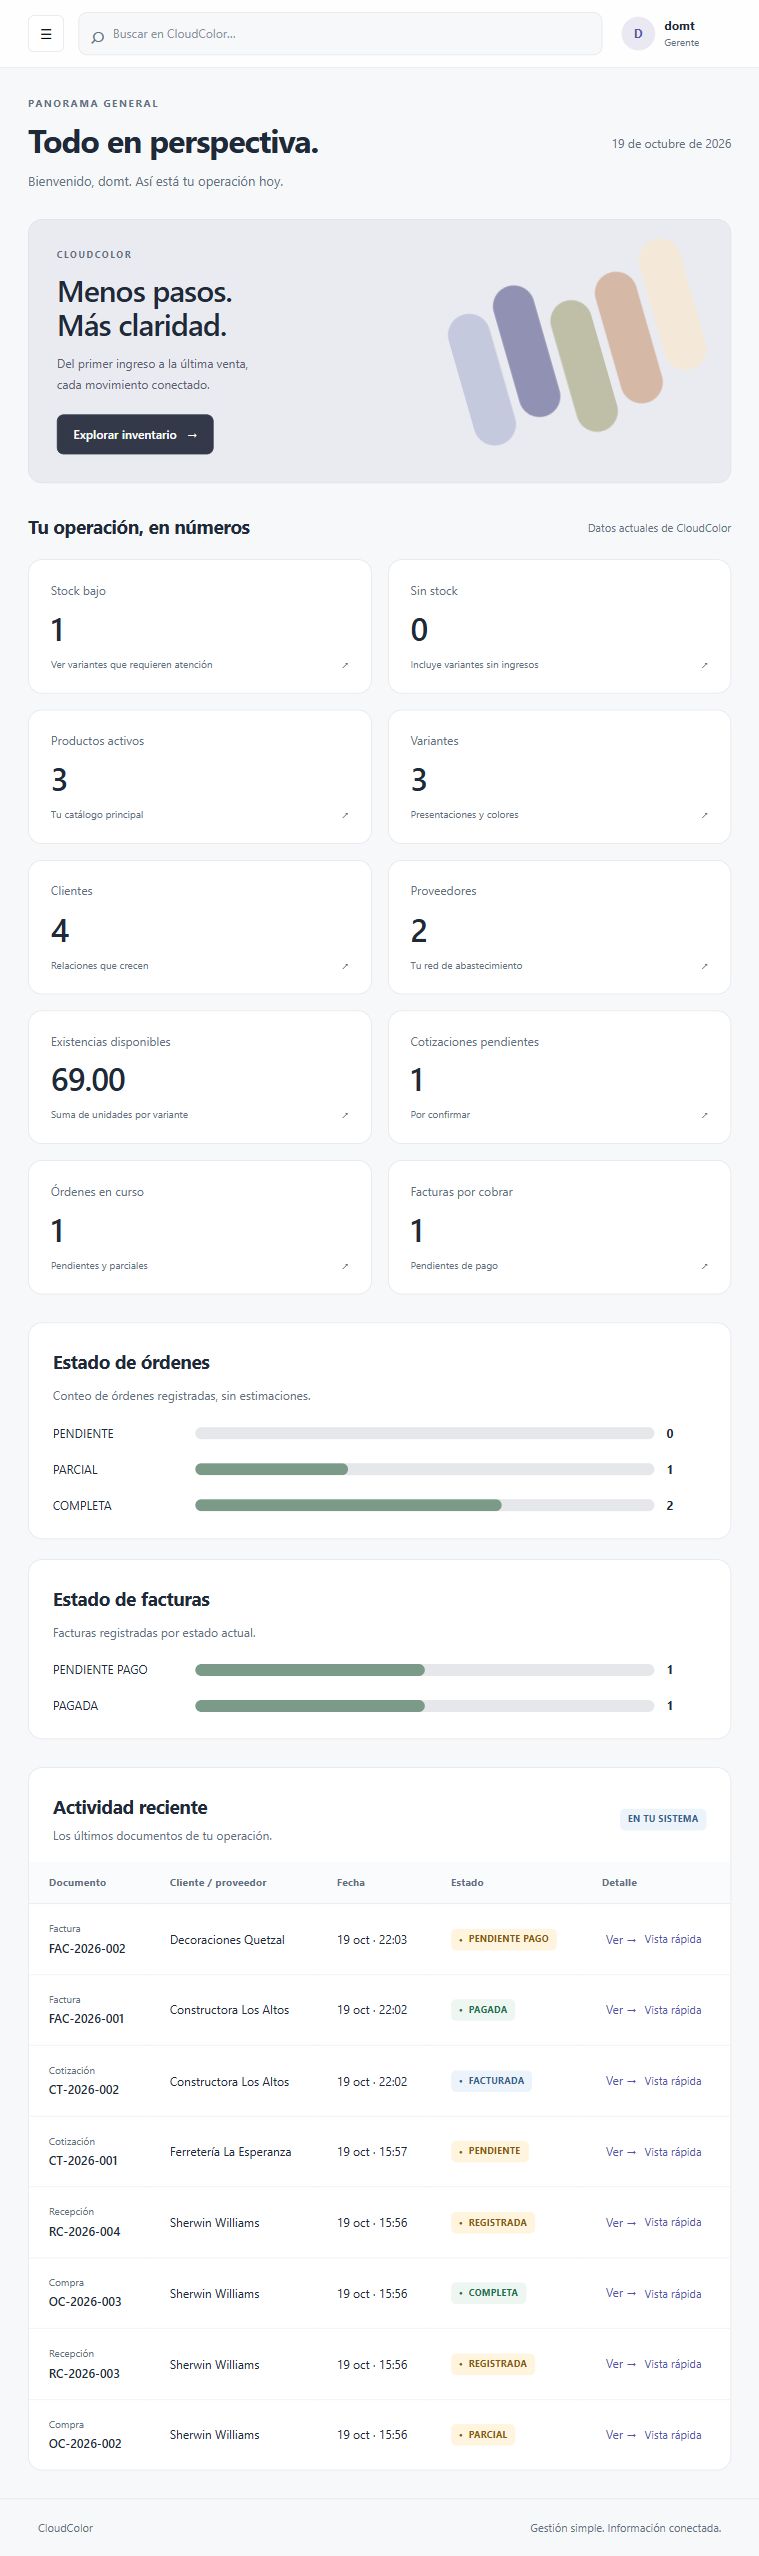 ☰ Buscar en CloudColor... D domt
Gerente
PANORAMA GENERAL
Todo en perspectiva.
19 de octubre de 2026
Bienvenido, domt. Así está tu operación hoy.
CLOUDCOLOR
Menos pasos.
Más claridad.
Del primer ingreso a la última venta,
cada movimiento conectado.
Explorar inventario →
Tu operación, en números
Datos actuales de CloudColor
Stock bajo
1
Ver variantes que requieren atención ↗
Sin stock
0
Incluye variantes sin ingresos ↗
Productos activos
3
Tu catálogo principal ↗
Variantes
3
Presentaciones y colores ↗
Clientes
4
Relaciones que crecen ↗
Proveedores
2
Tu red de abastecimiento ↗
Existencias disponibles
69.00
Suma de unidades por variante ↗
Cotizaciones pendientes
1
Por confirmar ↗
Órdenes en curso
1
Pendientes y parciales ↗
Facturas por cobrar
1
Pendientes de pago ↗
Estado de órdenes
Conteo de órdenes registradas, sin estimaciones.
PENDIENTE 0
PARCIAL 1
COMPLETA 2
Estado de facturas
Facturas registradas por estado actual.
PENDIENTE PAGO 1
PAGADA 1
Actividad reciente
Los últimos documentos de tu operación.
EN TU SISTEMA
Documento Cliente / proveedor Fecha Estado Detalle
Factura
FAC-2026-002 Decoraciones Quetzal 19 oct · 22:03 • PENDIENTE PAGO Ver → Vista rápida
Factura
FAC-2026-001 Constructora Los Altos 19 oct · 22:02 • PAGADA Ver → Vista rápida
Cotización
CT-2026-002 Constructora Los Altos 19 oct · 22:02 • FACTURADA Ver → Vista rápida
Cotización
CT-2026-001 Ferretería La Esperanza 19 oct · 15:57 • PENDIENTE Ver → Vista rápida
Recepción
RC-2026-004 Sherwin Williams 19 oct · 15:56 • REGISTRADA Ver → Vista rápida
Compra
OC-2026-003 Sherwin Williams 19 oct · 15:56 • COMPLETA Ver → Vista rápida
Recepción
RC-2026-003 Sherwin Williams 19 oct · 15:56 • REGISTRADA Ver → Vista rápida
Compra
OC-2026-002 Sherwin Williams 19 oct · 15:56 • PARCIAL Ver → Vista rápida
CloudColor
Gestión simple. Información conectada.